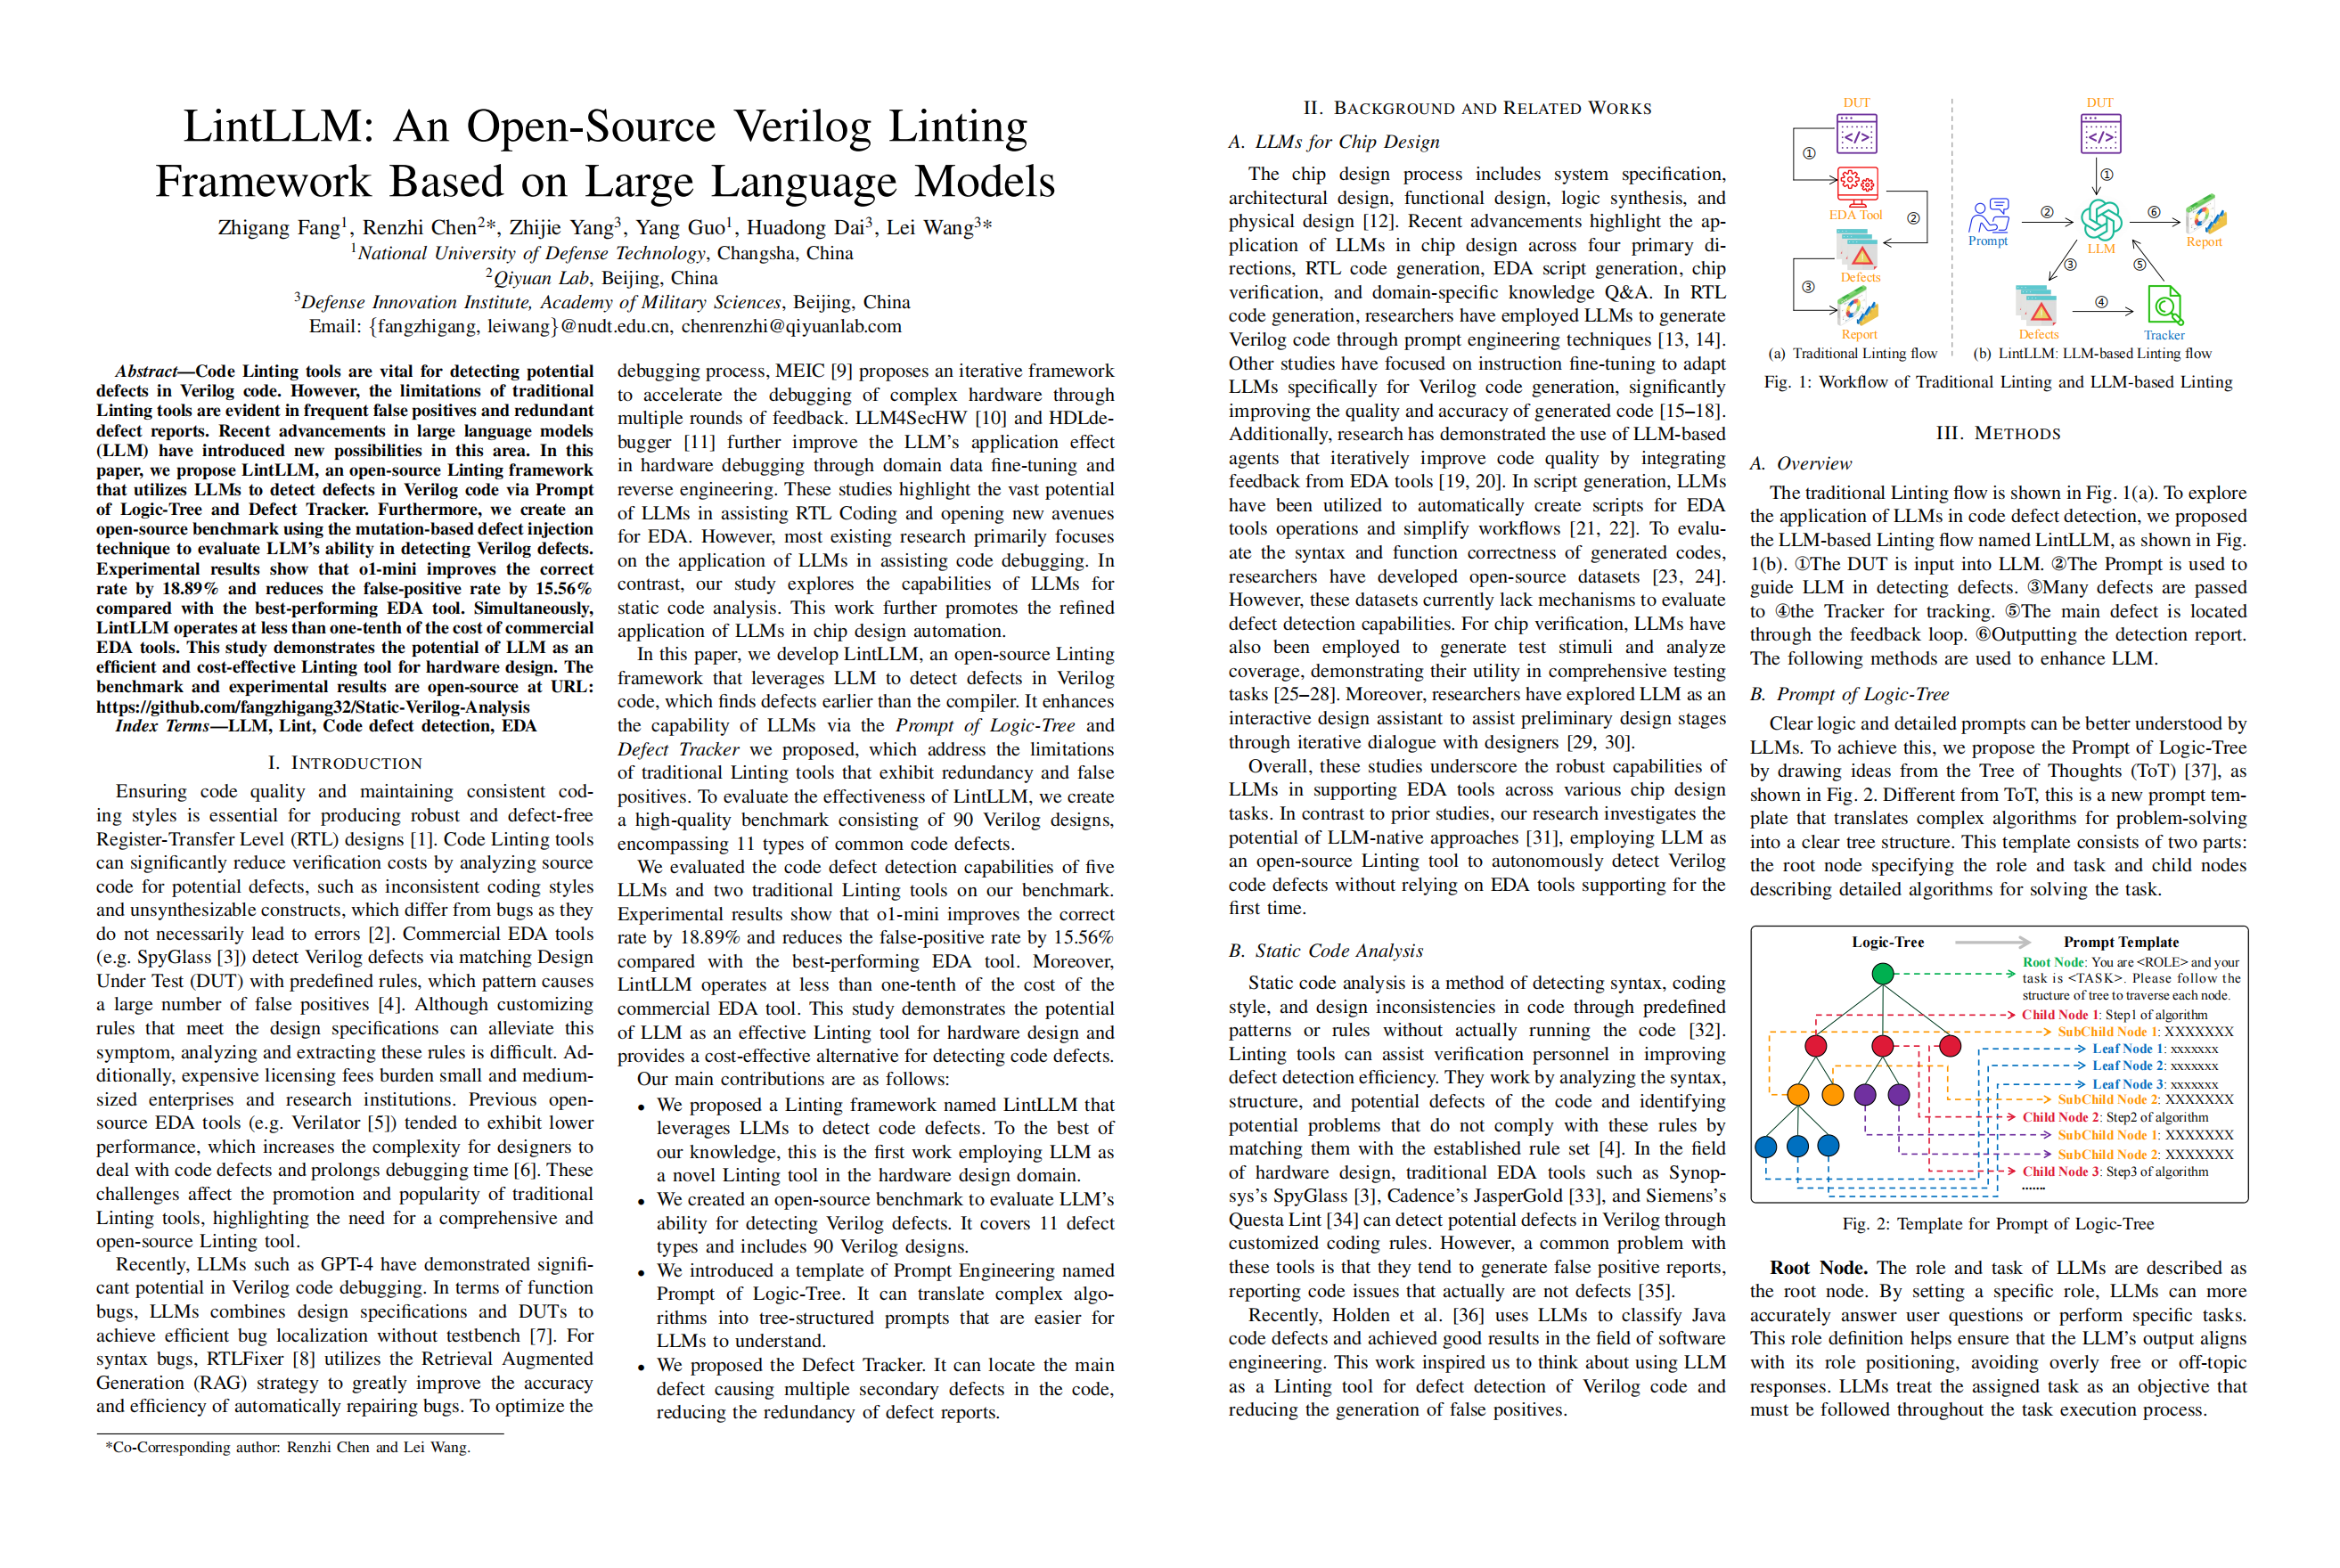 LintLLM: An Open-Source Verilog Linting
Framework Based on Large Language Models
Zhigang Fang1, Renzhi Chen2*, Zhijie Yang3, Yang Guo1, Huadong Dai3, Lei Wang3*
1National University of Defense Technology, Changsha, China
2Qiyuan Lab, Beijing, China
3Defense Innovation Institute, Academy of Military Sciences, Beijing, China
Email: {fangzhigang, leiwang}@nudt.edu.cn, chenrenzhi@qiyuanlab.com
Abstract—Code Linting tools are vital for detecting potential
defects in Verilog code. However, the limitations of traditional
Linting tools are evident in frequent false positives and redundant
defect reports. Recent advancements in large language models
(LLM) have introduced new possibilities in this area. In this
paper, we propose LintLLM, an open-source Linting framework
that utilizes LLMs to detect defects in Verilog code via Prompt
of Logic-Tree and Defect Tracker. Furthermore, we create an
open-source benchmark using the mutation-based defect injection
technique to evaluate LLM's ability in detecting Verilog defects.
Experimental results show that o1-mini improves the correct
rate by 18.89% and reduces the false-positive rate by 15.56%
compared with the best-performing EDA tool. Simultaneously,
LintLLM operates at less than one-tenth of the cost of commercial
EDA tools. This study demonstrates the potential of LLM as an
efficient and cost-effective Linting tool for hardware design. The
benchmark and experimental results are open-source at URL:
https://github.com/fangzhigang32/Static-Verilog-Analysis
Index Terms—LLM, Lint, Code defect detection, EDA
I. INTRODUCTION
Ensuring code quality and maintaining consistent cod-
ing styles is essential for producing robust and defect-free
Register-Transfer Level (RTL) designs [1]. Code Linting tools
can significantly reduce verification costs by analyzing source
code for potential defects, such as inconsistent coding styles
and unsynthesizable constructs, which differ from bugs as they
do not necessarily lead to errors [2]. Commercial EDA tools
(e.g. SpyGlass [3]) detect Verilog defects via matching Design
Under Test (DUT) with predefined rules, which pattern causes
a large number of false positives [4]. Although customizing
rules that meet the design specifications can alleviate this
symptom, analyzing and extracting these rules is difficult. Ad-
ditionally, expensive licensing fees burden small and medium-
sized enterprises and research institutions. Previous open-
source EDA tools (e.g. Verilator [5]) tended to exhibit lower
performance, which increases the complexity for designers to
deal with code defects and prolongs debugging time [6]. These
challenges affect the promotion and popularity of traditional
Linting tools, highlighting the need for a comprehensive and
open-source Linting tool.
Recently, LLMs such as GPT-4 have demonstrated signifi-
cant potential in Verilog code debugging. In terms of function
bugs, LLMs combines design specifications and DUTs to
achieve efficient bug localization without testbench [7]. For
syntax bugs, RTLFixer [8] utilizes the Retrieval Augmented
Generation (RAG) strategy to greatly improve the accuracy
and efficiency of automatically repairing bugs. To optimize the
*Co-Corresponding author: Renzhi Chen and Lei Wang.
debugging process, MEIC [9] proposes an iterative framework
to accelerate the debugging of complex hardware through
multiple rounds of feedback. LLM4SecHW [10] and HDLde-
bugger [11] further improve the LLM's application effect
in hardware debugging through domain data fine-tuning and
reverse engineering. These studies highlight the vast potential
of LLMs in assisting RTL Coding and opening new avenues
for EDA. However, most existing research primarily focuses
on the application of LLMs in assisting code debugging. In
contrast, our study explores the capabilities of LLMs for
static code analysis. This work further promotes the refined
application of LLMs in chip design automation.
In this paper, we develop LintLLM, an open-source Linting
framework that leverages LLM to detect defects in Verilog
code, which finds defects earlier than the compiler. It enhances
the capability of LLMs via the Prompt of Logic-Tree and
Defect Tracker we proposed, which address the limitations
of traditional Linting tools that exhibit redundancy and false
positives. To evaluate the effectiveness of LintLLM, we create
a high-quality benchmark consisting of 90 Verilog designs,
encompassing 11 types of common code defects.
We evaluated the code defect detection capabilities of five
LLMs and two traditional Linting tools on our benchmark.
Experimental results show that o1-mini improves the correct
rate by 18.89% and reduces the false-positive rate by 15.56%
compared with the best-performing EDA tool. Moreover,
LintLLM operates at less than one-tenth of the cost of the
commercial EDA tool. This study demonstrates the potential
of LLM as an effective Linting tool for hardware design and
provides a cost-effective alternative for detecting code defects.
Our main contributions are as follows:
• We proposed a Linting framework named LintLLM that
leverages LLMs to detect code defects. To the best of
our knowledge, this is the first work employing LLM as
a novel Linting tool in the hardware design domain.
• We created an open-source benchmark to evaluate LLM's
ability for detecting Verilog defects. It covers 11 defect
types and includes 90 Verilog designs.
• We introduced a template of Prompt Engineering named
Prompt of Logic-Tree. It can translate complex algo-
rithms into tree-structured prompts that are easier for
LLMs to understand.
• We proposed the Defect Tracker. It can locate the main
defect causing multiple secondary defects in the code,
reducing the redundancy of defect reports.
II. BACKGROUND AND RELATED WORKS
A. LLMs for Chip Design
The chip design process includes system specification,
architectural design, functional design, logic synthesis, and
physical design [12]. Recent advancements highlight the ap-
plication of LLMs in chip design across four primary di-
rections, RTL code generation, EDA script generation, chip
verification, and domain-specific knowledge Q&A. In RTL
code generation, researchers have employed LLMs to generate
Verilog code through prompt engineering techniques [13, 14].
Other studies have focused on instruction fine-tuning to adapt
LLMs specifically for Verilog code generation, significantly
improving the quality and accuracy of generated code [15–18].
Additionally, research has demonstrated the use of LLM-based
agents that iteratively improve code quality by integrating
feedback from EDA tools [19, 20]. In script generation, LLMs
have been utilized to automatically create scripts for EDA
tools operations and simplify workflows [21, 22]. To evalu-
ate the syntax and function correctness of generated codes,
researchers have developed open-source datasets [23, 24].
However, these datasets currently lack mechanisms to evaluate
defect detection capabilities. For chip verification, LLMs have
also been employed to generate test stimuli and analyze
coverage, demonstrating their utility in comprehensive testing
tasks [25–28]. Moreover, researchers have explored LLM as an
interactive design assistant to assist preliminary design stages
through iterative dialogue with designers [29, 30].
Overall, these studies underscore the robust capabilities of
LLMs in supporting EDA tools across various chip design
tasks. In contrast to prior studies, our research investigates the
potential of LLM-native approaches [31], employing LLM as
an open-source Linting tool to autonomously detect Verilog
code defects without relying on EDA tools supporting for the
first time.
B. Static Code Analysis
Static code analysis is a method of detecting syntax, coding
style, and design inconsistencies in code through predefined
patterns or rules without actually running the code [32].
Linting tools can assist verification personnel in improving
defect detection efficiency. They work by analyzing the syntax,
structure, and potential defects of the code and identifying
potential problems that do not comply with these rules by
matching them with the established rule set [4]. In the field
of hardware design, traditional EDA tools such as Synop-
sys's SpyGlass [3], Cadence's JasperGold [33], and Siemens's
Questa Lint [34] can detect potential defects in Verilog through
customized coding rules. However, a common problem with
these tools is that they tend to generate false positive reports,
reporting code issues that actually are not defects [35].
Recently, Holden et al. [36] uses LLMs to classify Java
code defects and achieved good results in the field of software
engineering. This work inspired us to think about using LLM
as a Linting tool for defect detection of Verilog code and
reducing the generation of false positives.
DUT
①
EDA Tool
②
Defects
③
Report
(a) Traditional Linting flow
DUT
①
Prompt
②
LLM
⑥
Report
③
⑤
Defects
④
Tracker
(b) LintLLM: LLM-based Linting flow
Fig. 1: Workflow of Traditional Linting and LLM-based Linting
III. METHODS
A. Overview
The traditional Linting flow is shown in Fig. 1(a). To explore
the application of LLMs in code defect detection, we proposed
the LLM-based Linting flow named LintLLM, as shown in Fig.
1(b). ①The DUT is input into LLM. ②The Prompt is used to
guide LLM in detecting defects. ③Many defects are passed
to ④the Tracker for tracking. ⑤The main defect is located
through the feedback loop. ⑥Outputting the detection report.
The following methods are used to enhance LLM.
B. Prompt of Logic-Tree
Clear logic and detailed prompts can be better understood by
LLMs. To achieve this, we propose the Prompt of Logic-Tree
by drawing ideas from the Tree of Thoughts (ToT) [37], as
shown in Fig. 2. Different from ToT, this is a new prompt tem-
plate that translates complex algorithms for problem-solving
into a clear tree structure. This template consists of two parts:
the root node specifying the role and task and child nodes
describing detailed algorithms for solving the task.
Logic-Tree
Prompt Template
Root Node: You are <ROLE> and your
task is <TASK>. Please follow the
structure of tree to traverse each node.
Child Node 1: Step1 of algorithm
SubChild Node 1: XXXXXXX
Leaf Node 1: xxxxxxx
Leaf Node 2: xxxxxxx
Leaf Node 3: xxxxxxx
SubChild Node 2: XXXXXXX
Child Node 2: Step2 of algorithm
SubChild Node 1: XXXXXXX
SubChild Node 2: XXXXXXX
Child Node 3: Step3 of algorithm
.......
Fig. 2: Template for Prompt of Logic-Tree
Root Node. The role and task of LLMs are described as
the root node. By setting a specific role, LLMs can more
accurately answer user questions or perform specific tasks.
This role definition helps ensure that the LLM's output aligns
with its role positioning, avoiding overly free or off-topic
responses. LLMs treat the assigned task as an objective that
must be followed throughout the task execution process.